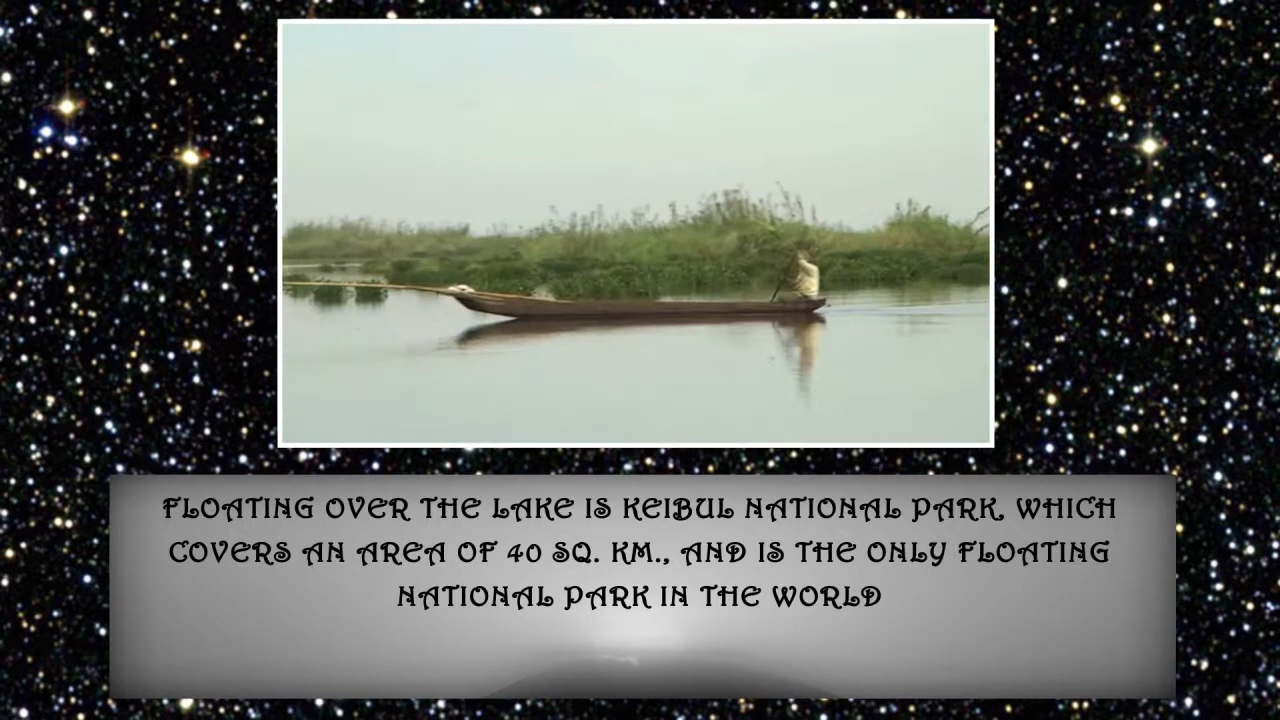 FLOATING OVER THE LAKE IS KEIBUL NATIONAL PARK, WHICH
COVERS AN AREA OF 40 SQ. KM., AND IS THE ONLY FLOATING
NATIONAL PARK IN THE WORLD